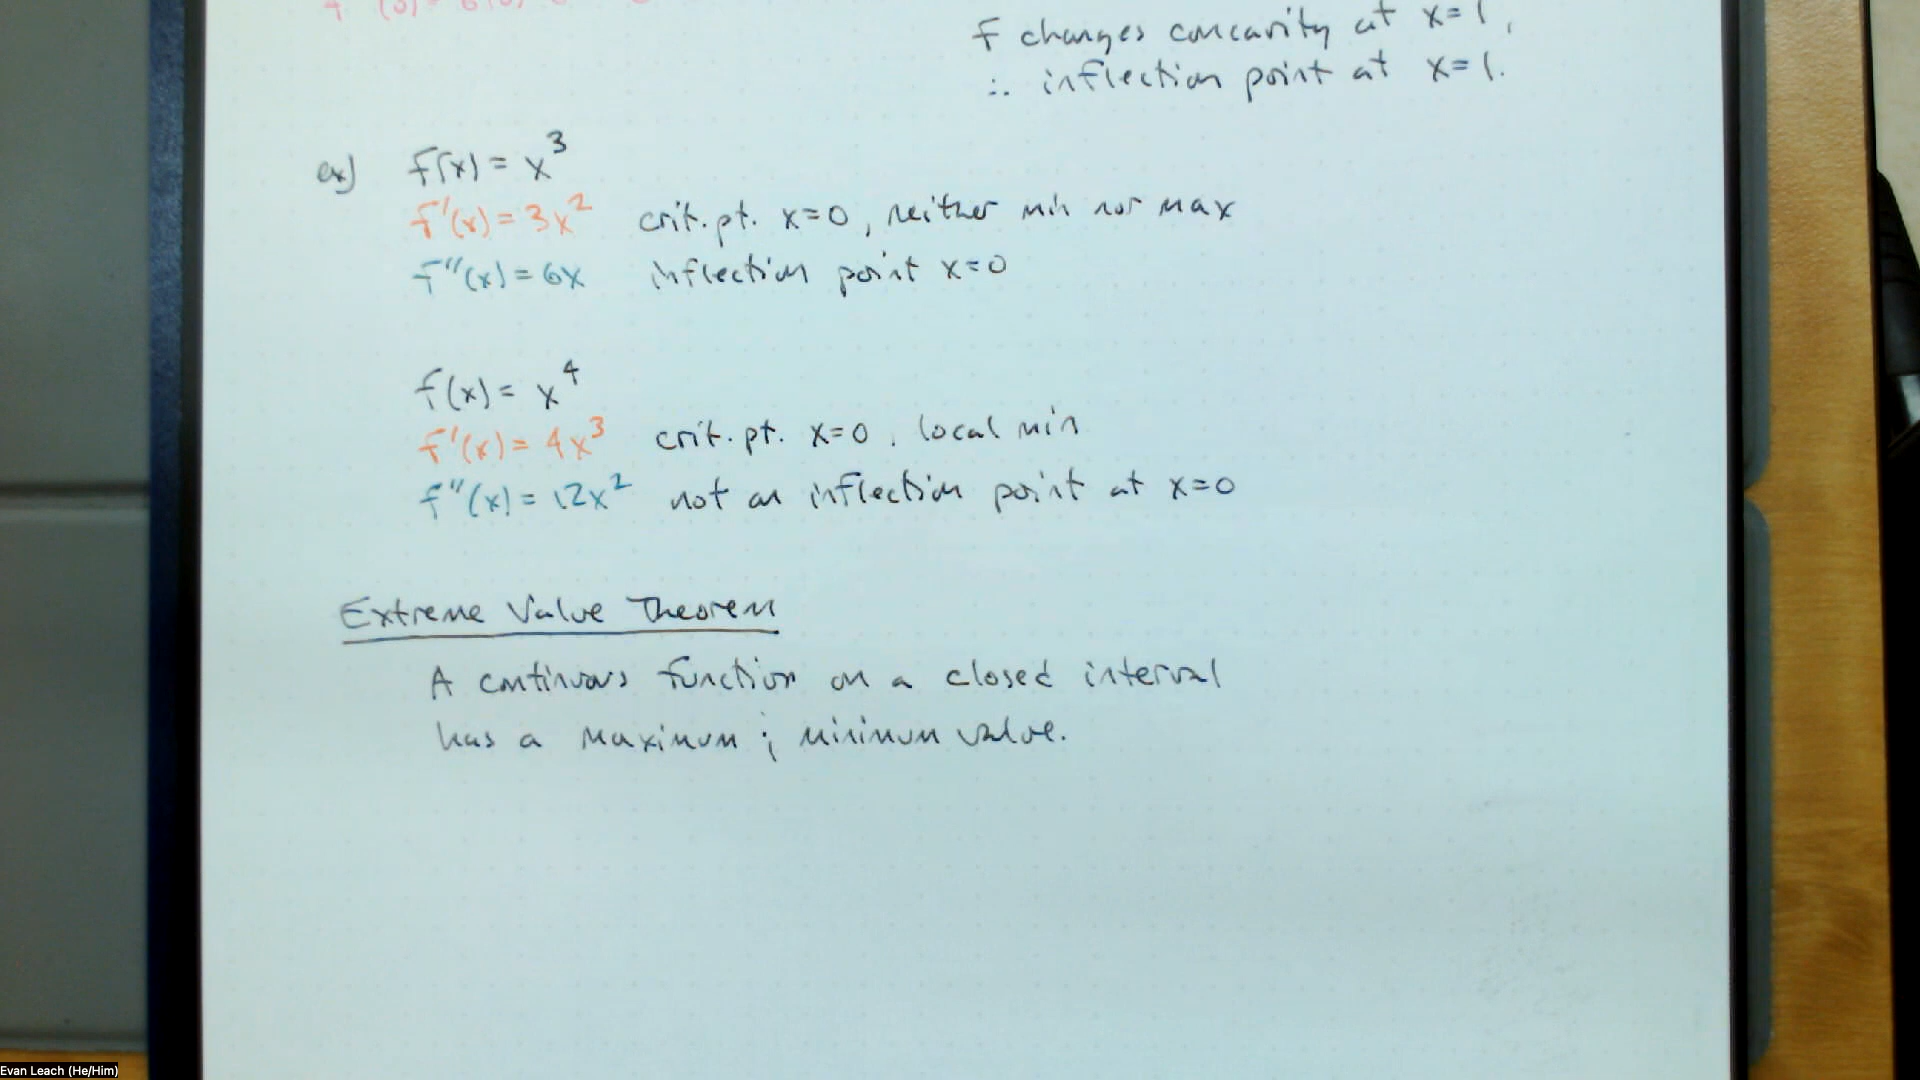 f changes concavity at x=1,
∴ inflection point at x=1.
ex) f(x) = x³
f'(x) = 3x² crit. pt. x=0, neither min nor max
f''(x) = 6x inflection point x=0
f(x) = x⁴
f'(x) = 4x³ crit. pt. x=0. local min
f''(x) = 12x² not an inflection point at x=0
Extreme Value Theorem
A continuous function on a closed interval
has a maximum ; minimum value.
Evan Leach (He/Him)